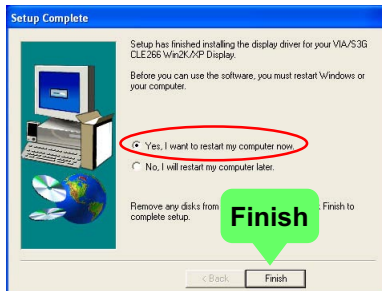 Setup Complete
Setup has finished installing the display driver for your VIA/S3G
CLE266 Win2K/XP Display.
Before you can use the software, you must restart Windows or
your computer.
Yes, I want to restart my computer now.
No, I will restart my computer later.
Remove any disks from
Finish to
complete setup.
Finish
< Back
Finish